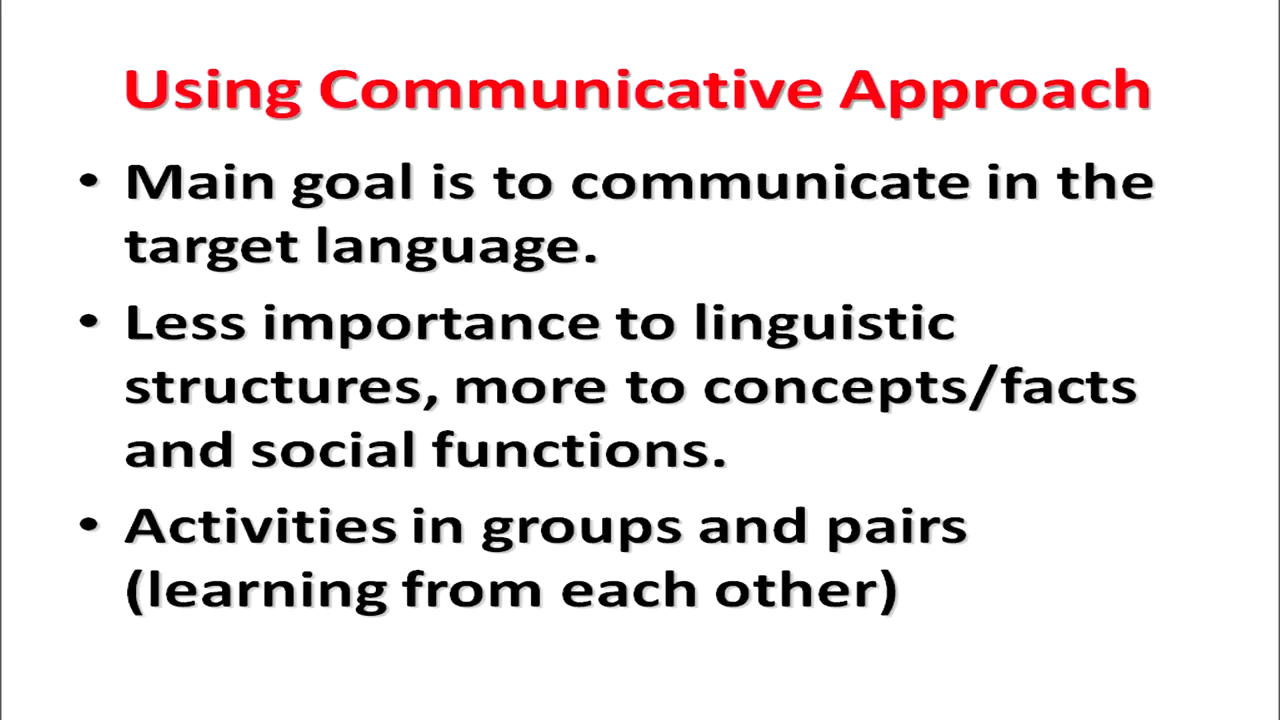 Using Communicative Approach
• Main goal is to communicate in the
target language.
• Less importance to linguistic
structures, more to concepts/facts
and social functions.
• Activities in groups and pairs
(learning from each other)